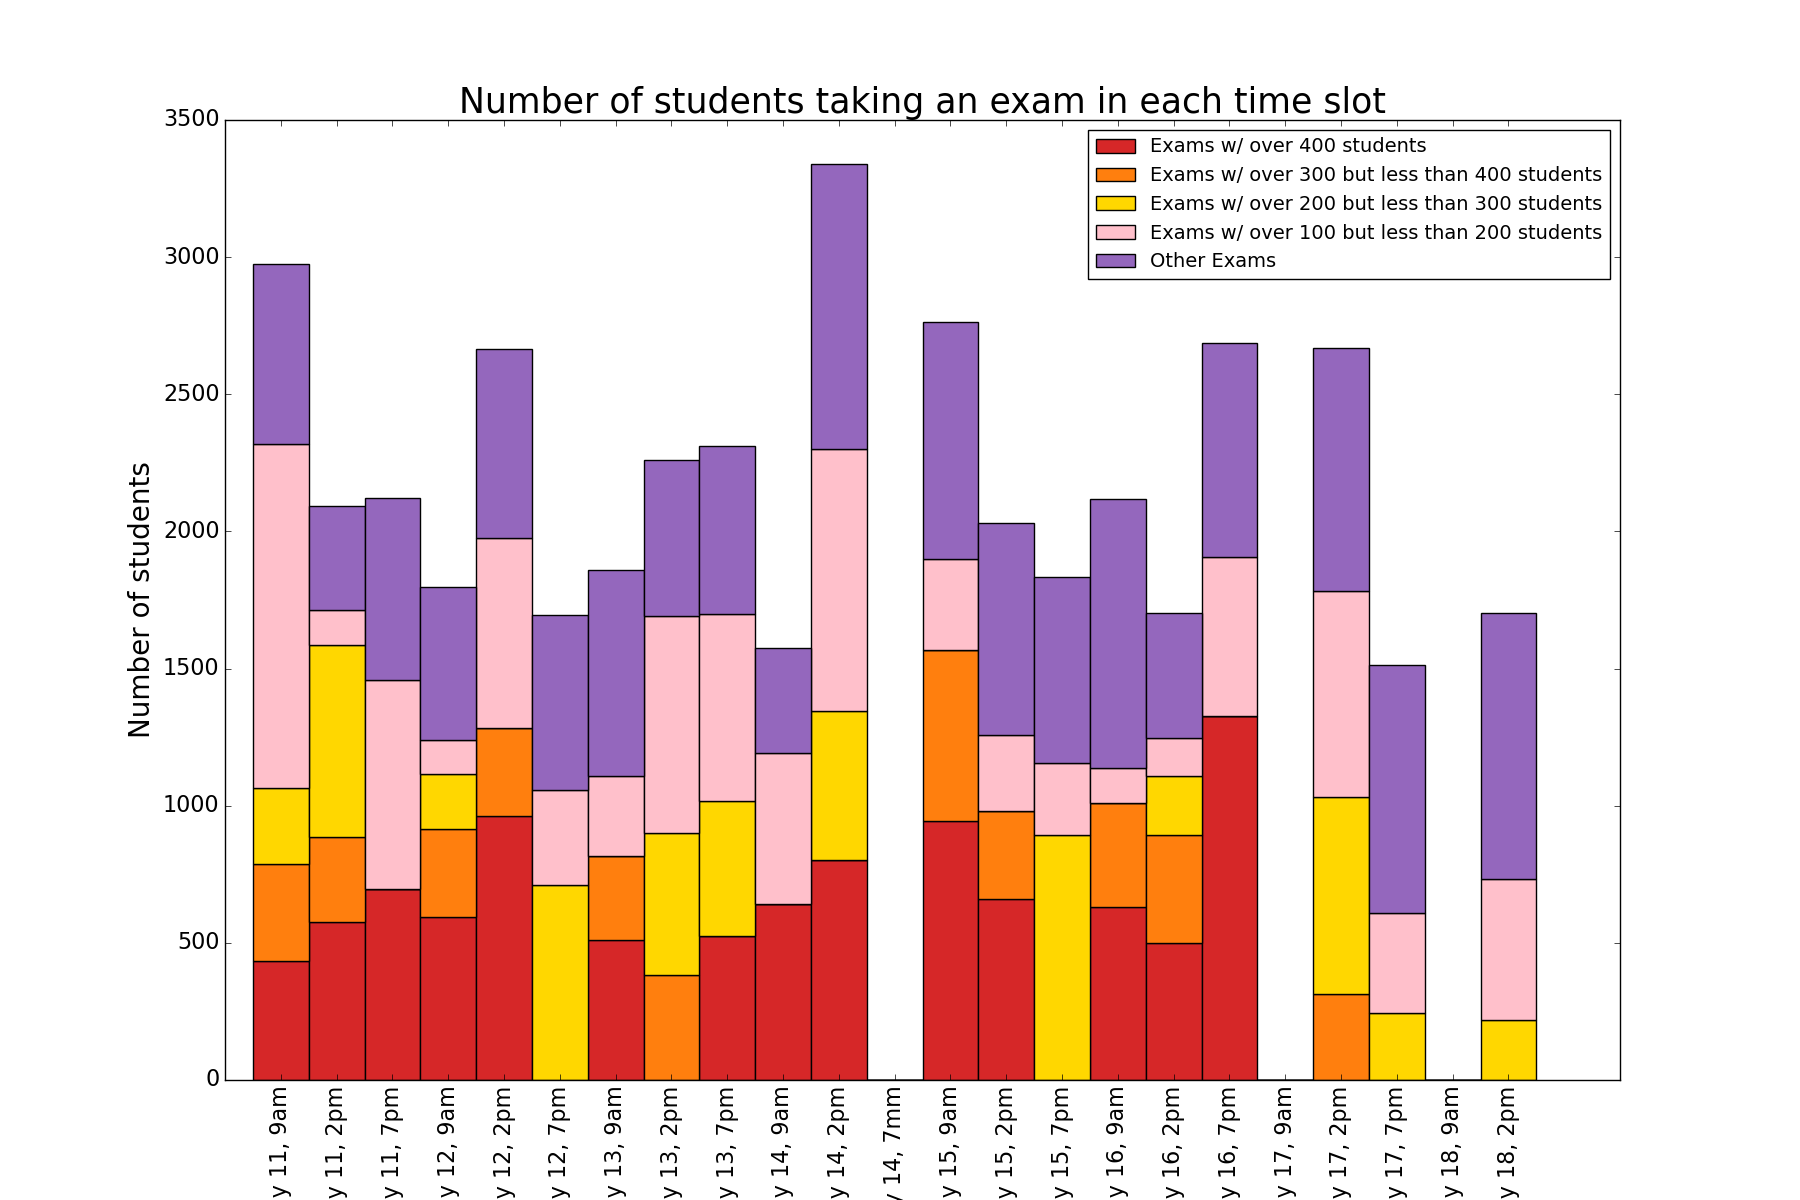 Number of students taking an exam in each time slot
Exams w/ over 400 students
Exams w/ over 300 but less than 400 students
Exams w/ over 200 but less than 300 students
Exams w/ over 100 but less than 200 students
Other Exams
Number of students
3500
3000
2500
2000
1500
1000
500
0
y 11, 9am
y 11, 2pm
y 11, 7pm
y 12, 9am
y 12, 2pm
y 12, 7pm
y 13, 9am
y 13, 2pm
y 13, 7pm
y 14, 9am
y 14, 2pm
y 14, 7mm
y 15, 9am
y 15, 2pm
y 15, 7pm
y 16, 9am
y 16, 2pm
y 16, 7pm
y 17, 9am
y 17, 2pm
y 17, 7pm
y 18, 9am
y 18, 2pm